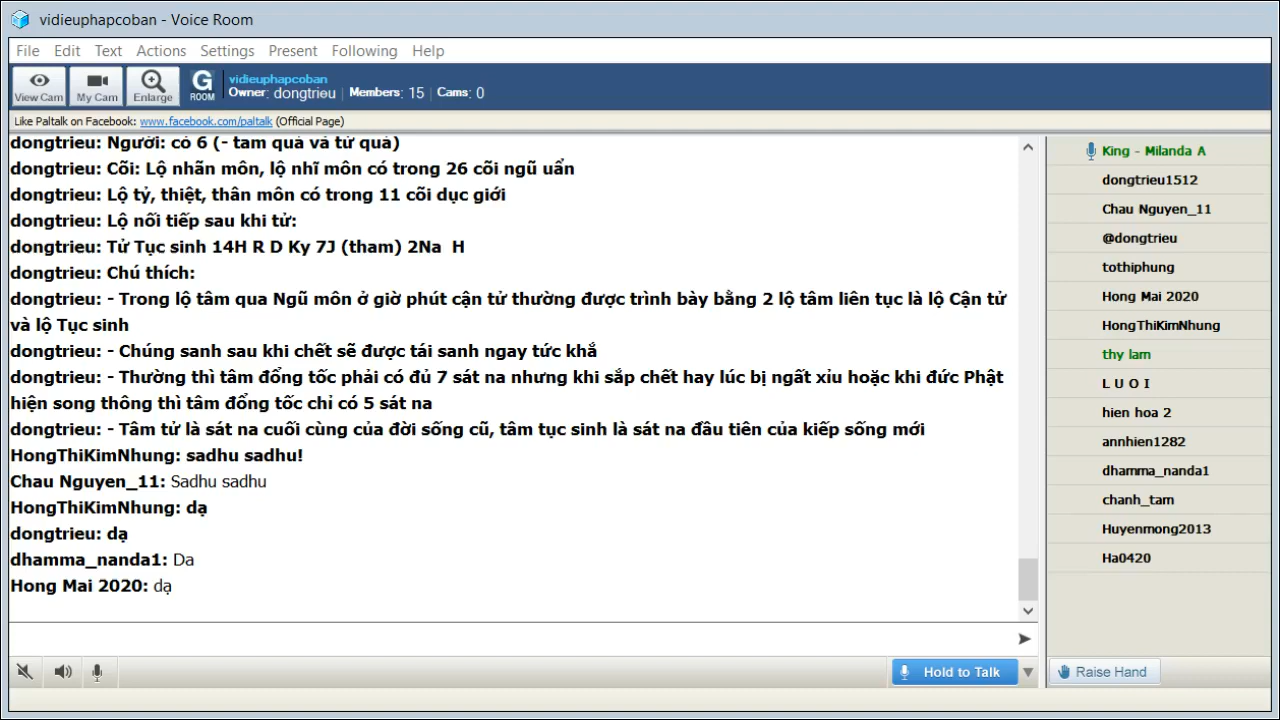 vidieuphapcoban - Voice Room
File Edit Text Actions Settings Present Following Help
View Cam My Cam Enlarge G ROOM
vidieuphapcoban
Owner: dongtrieu | Members: 15 | Cams: 0
Like Paltalk on Facebook: www.facebook.com/paltalk (Official Page)
dongtrieu: Người: có 6 (- tam quả và tứ quả)
dongtrieu: Cõi: Lộ nhãn môn, lộ nhĩ môn có trong 26 cõi ngũ uẩn
dongtrieu: Lộ tỷ, thiệt, thân môn có trong 11 cõi dục giới
dongtrieu: Lộ nối tiếp sau khi tử:
dongtrieu: Tử Tục sinh 14H R D Ky 7J (tham) 2Na H
dongtrieu: Chú thích:
dongtrieu: - Trong lộ tâm qua Ngũ môn ở giờ phút cận tử thường được trình bày bằng 2 lộ tâm liên tục là lộ Cận tử
và lộ Tục sinh
dongtrieu: - Chúng sanh sau khi chết sẽ được tái sanh ngay tức khắ
dongtrieu: - Thường thì tâm đổng tốc phải có đủ 7 sát na nhưng khi sắp chết hay lúc bị ngất xỉu hoặc khi đức Phật
hiện song thông thì tâm đổng tốc chỉ có 5 sát na
dongtrieu: - Tâm tử là sát na cuối cùng của đời sống cũ, tâm tục sinh là sát na đầu tiên của kiếp sống mới
HongThiKimNhung: sadhu sadhu!
Chau Nguyen_11: Sadhu sadhu
HongThiKimNhung: dạ
dongtrieu: dạ
dhamma_nanda1: Da
Hong Mai 2020: dạ
King - Milanda A
dongtrieu1512
Chau Nguyen_11
@dongtrieu
tothiphung
Hong Mai 2020
HongThiKimNhung
thy lam
L U O I
hien hoa 2
annhien1282
dhamma_nanda1
chanh_tam
Huyenmong2013
Ha0420
Hold to Talk
Raise Hand